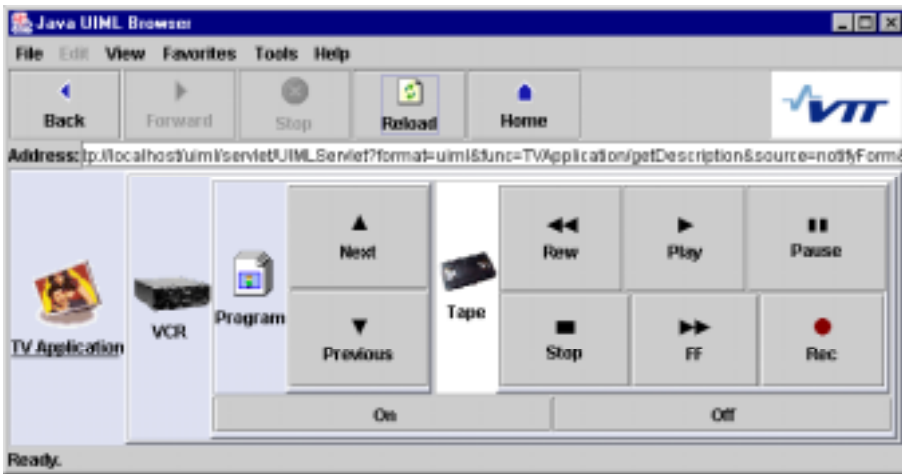 Java UIML Browser
File Edit View Favorites Tools Help
Back Forward Stop Reload Home VTT
Address: tp://localhost/uiml/servlet/UIMLServlet?format=uiml&func=TVApplication/getDescription&source=notifyForm&
Next Rew Play Pause
TV Application VCR Program Tape
Previous Stop FF Rec
On Off
Ready.